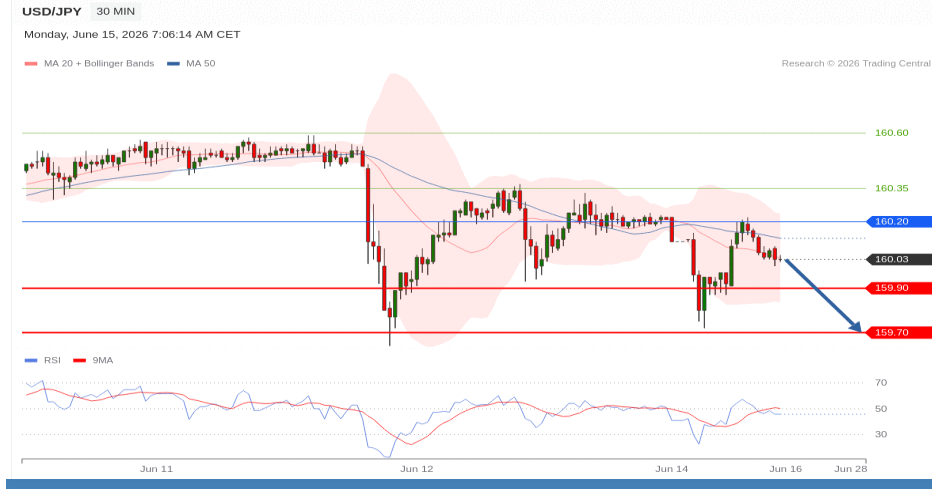 USD/JPY 30 MIN
Monday, June 15, 2026 7:06:14 AM CET
MA 20 + Bollinger Bands MA 50 Research © 2026 Trading Central
160.60
160.35
160.20
160.03
159.90
159.70
RSI 9MA
70
50
30
Jun 11 Jun 12 Jun 14 Jun 16 Jun 28